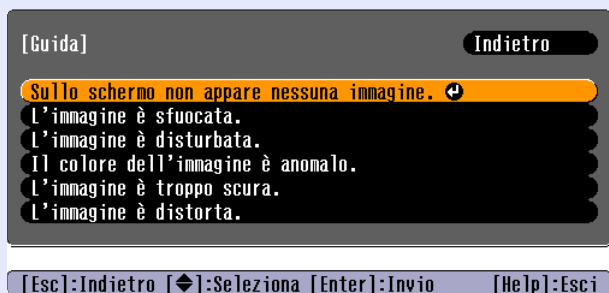 [Guida] Indietro
Sullo schermo non appare nessuna immagine.
L'immagine è sfuocata.
L'immagine è disturbata.
Il colore dell'immagine è anomalo.
L'immagine è troppo scura.
L'immagine è distorta.
[Esc]:Indietro [◆]:Seleziona [Enter]:Invio [Help]:Esci